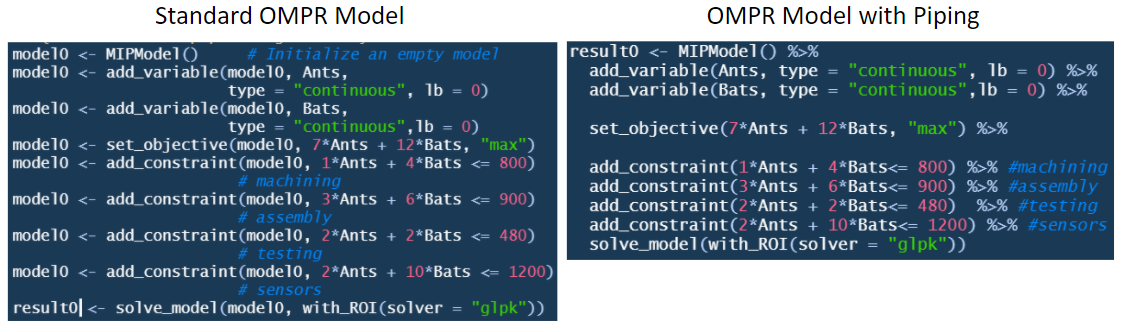 Standard OMPR Model
model0 <- MIPModel()     # Initialize an empty model
model0 <- add_variable(model0, Ants,
                       type = "continuous", lb = 0)
model0 <- add_variable(model0, Bats,
                       type = "continuous",lb = 0)
model0 <- set_objective(model0, 7*Ants + 12*Bats, "max")
model0 <- add_constraint(model0, 1*Ants + 4*Bats <= 800)
                        # machining
model0 <- add_constraint(model0, 3*Ants + 6*Bats <= 900)
                        # assembly
model0 <- add_constraint(model0, 2*Ants + 2*Bats <= 480)
                        # testing
model0 <- add_constraint(model0, 2*Ants + 10*Bats <= 1200)
                        # sensors
result0 <- solve_model(model0, with_ROI(solver = "glpk"))
OMPR Model with Piping
result0 <- MIPModel() %>%
  add_variable(Ants, type = "continuous", lb = 0) %>%
  add_variable(Bats, type = "continuous",lb = 0) %>%
  set_objective(7*Ants + 12*Bats, "max") %>%
  add_constraint(1*Ants + 4*Bats<= 800) %>% #machining
  add_constraint(3*Ants + 6*Bats<= 900) %>% #assembly
  add_constraint(2*Ants + 2*Bats<= 480)  %>% #testing
  add_constraint(2*Ants + 10*Bats<= 1200) %>% #sensors
  solve_model(with_ROI(solver = "glpk"))